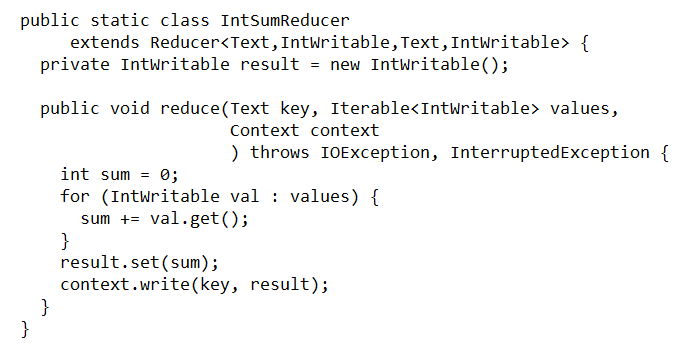 public static class IntSumReducer
     extends Reducer<Text,IntWritable,Text,IntWritable> {
  private IntWritable result = new IntWritable();

  public void reduce(Text key, Iterable<IntWritable> values,
                     Context context
                     ) throws IOException, InterruptedException {
    int sum = 0;
    for (IntWritable val : values) {
      sum += val.get();
    }
    result.set(sum);
    context.write(key, result);
  }
}